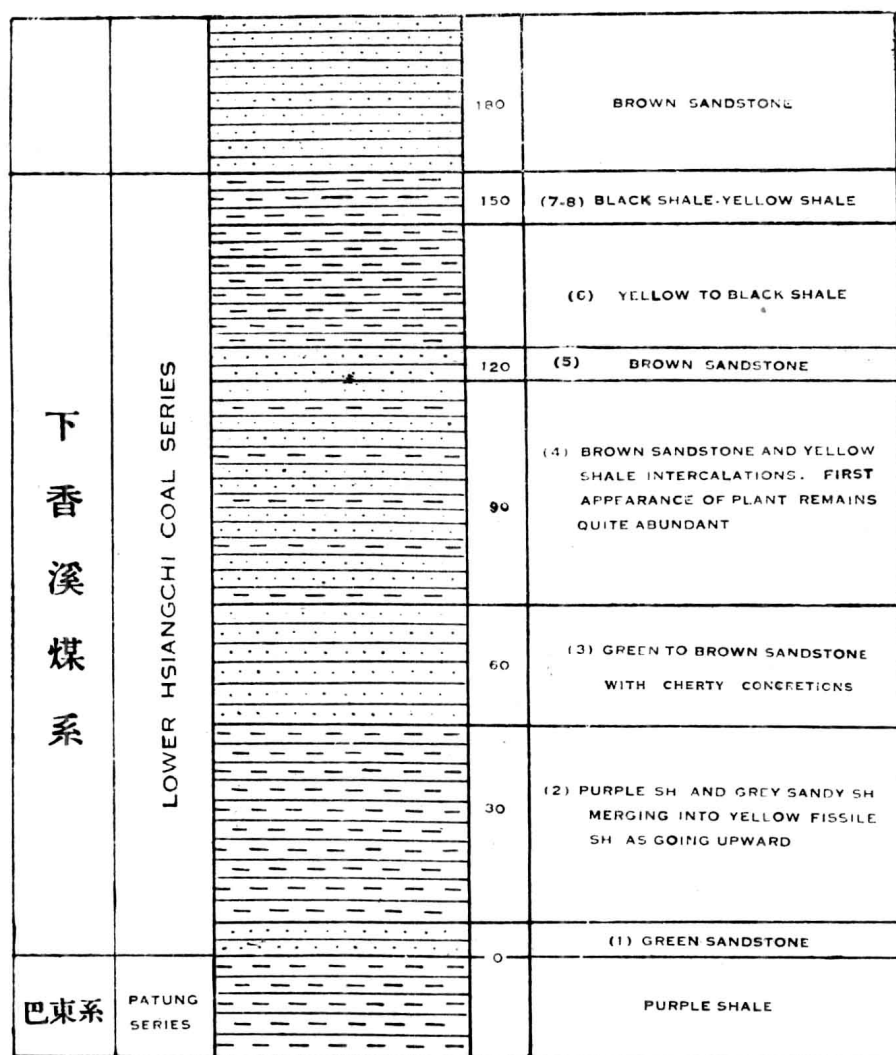 180
BROWN SANDSTONE
150
(7-8) BLACK SHALE-YELLOW SHALE
(6) YELLOW TO BLACK SHALE
120
(5) BROWN SANDSTONE
下香溪煤系
LOWER HSIANGCHI COAL SERIES
90
(4) BROWN SANDSTONE AND YELLOW
SHALE INTERCALATIONS. FIRST
APPEARANCE OF PLANT REMAINS
QUITE ABUNDANT
60
(3) GREEN TO BROWN SANDSTONE
WITH CHERTY CONCRETIONS
30
(2) PURPLE SH AND GREY SANDY SH
MERGING INTO YELLOW FISSILE
SH AS GOING UPWARD
(1) GREEN SANDSTONE
0
巴東系
PATUNG
SERIES
PURPLE SHALE